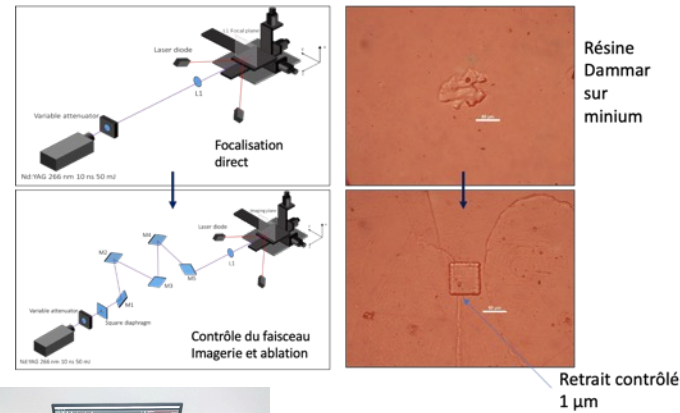 L1 Focal plane
Laser diode
L1
Variable attenuator
Focalisation
direct
Nd:YAG 266 nm 10 ns 50 mJ
Résine
Dammar
sur
minium
Imaging plane
Laser diode
M4
M2
L1
M3
M5
M1
Variable attenuator
Square diaphragm
Contrôle du faisceau
Imagerie et ablation
Nd:YAG 266 nm 10 ns 50 mJ
Retrait contrôlé
1 µm